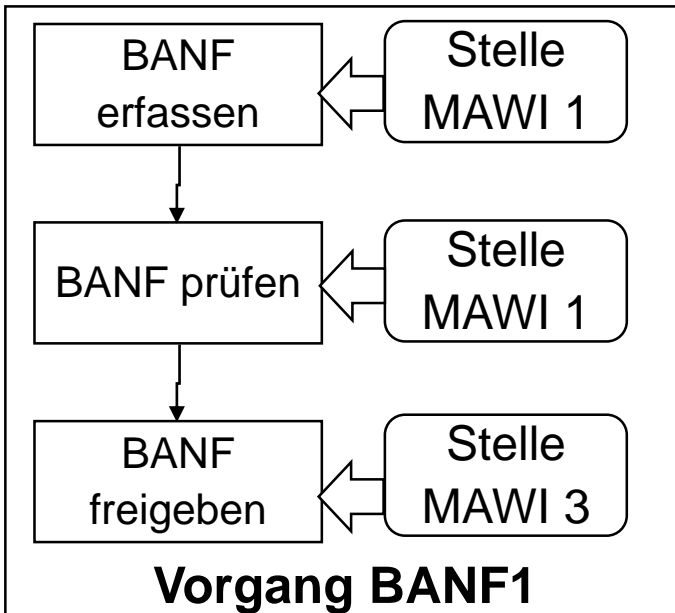 BANF
erfassen
Stelle
MAWI 1
BANF prüfen
Stelle
MAWI 1
BANF
freigeben
Stelle
MAWI 3
Vorgang BANF1